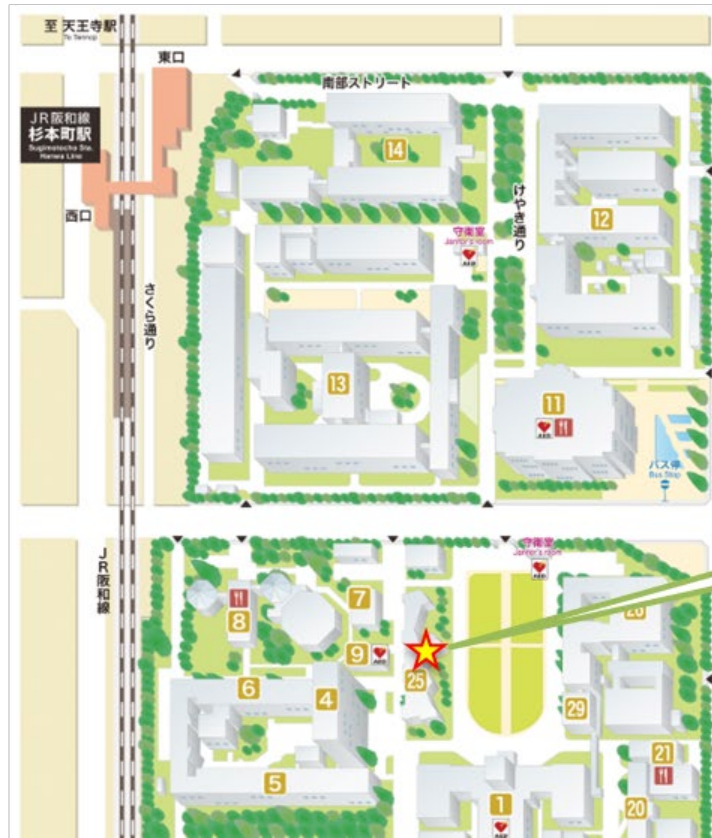 至 天王寺駅
To Tennoji
東口
南部ストリート
JR阪和線
杉本町駅
Sugimotocho Sta.
Hanwa Line
14
けやき通り
12
西口
守衛室
Janitor's room
AED
さくら通り
13
11
AED
バス停
Bus Stop
守衛室
Janitor's room
AED
JR阪和線
7
8
26
9
AED
25
6
4
29
5
21
1
20
AED